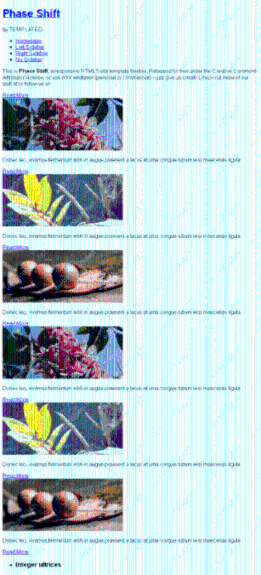 Phase Shift
by TEMPLATED
Homepage
Left Sidebar
Right Sidebar
No Sidebar
This is Phase Shift, a responsive HTML5 site template freebie. Released for free under the Creative Commons
Attribution license, so use it for whatever (personal or commercial) – just give us credit! Check out more of our
stuff at or follow us on
Read More
Donec leo, vivamus fermentum nibh in augue praesent a lacus at urna congue rutrum nisi maecenas ligula.
Read More
Donec leo, vivamus fermentum nibh in augue praesent a lacus at urna congue rutrum nisi maecenas ligula.
Read More
Donec leo, vivamus fermentum nibh in augue praesent a lacus at urna congue rutrum nisi maecenas ligula.
Read More
Donec leo, vivamus fermentum nibh in augue praesent a lacus at urna congue rutrum nisi maecenas ligula.
Read More
Donec leo, vivamus fermentum nibh in augue praesent a lacus at urna congue rutrum nisi maecenas ligula.
Read More
Donec leo, vivamus fermentum nibh in augue praesent a lacus at urna congue rutrum nisi maecenas ligula.
Read More
Integer ultrices